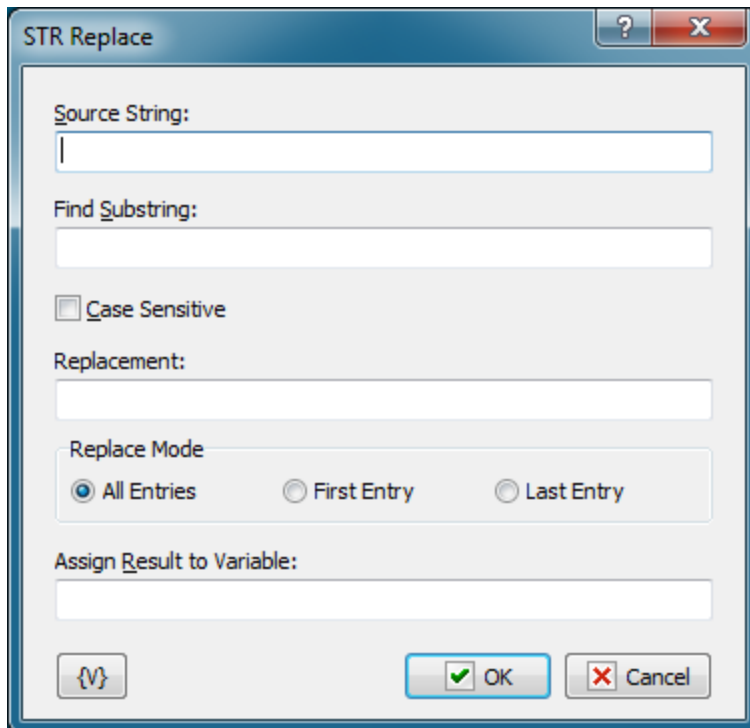 STR Replace
?
Source String:
Find Substring:
Case Sensitive
Replacement:
Replace Mode
All Entries First Entry Last Entry
Assign Result to Variable:
{V} OK Cancel